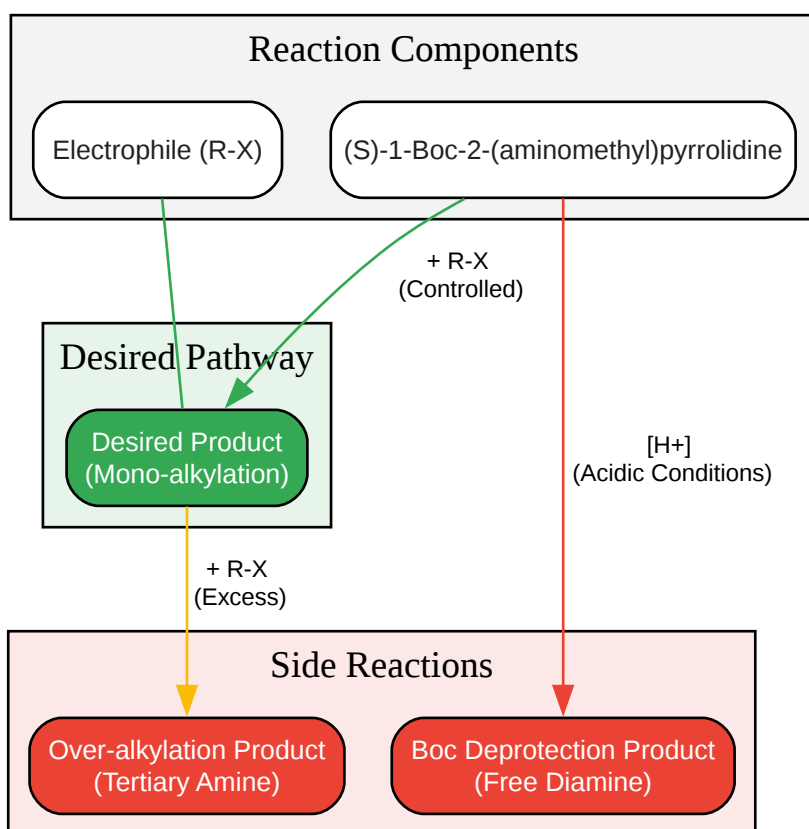 Reaction Components
Electrophile (R-X)
(S)-1-Boc-2-(aminomethyl)pyrrolidine
+ R-X
(Controlled)
Desired Pathway
Desired Product
(Mono-alkylation)
[H+]
(Acidic Conditions)
+ R-X
(Excess)
Side Reactions
Over-alkylation Product
(Tertiary Amine)
Boc Deprotection Product
(Free Diamine)